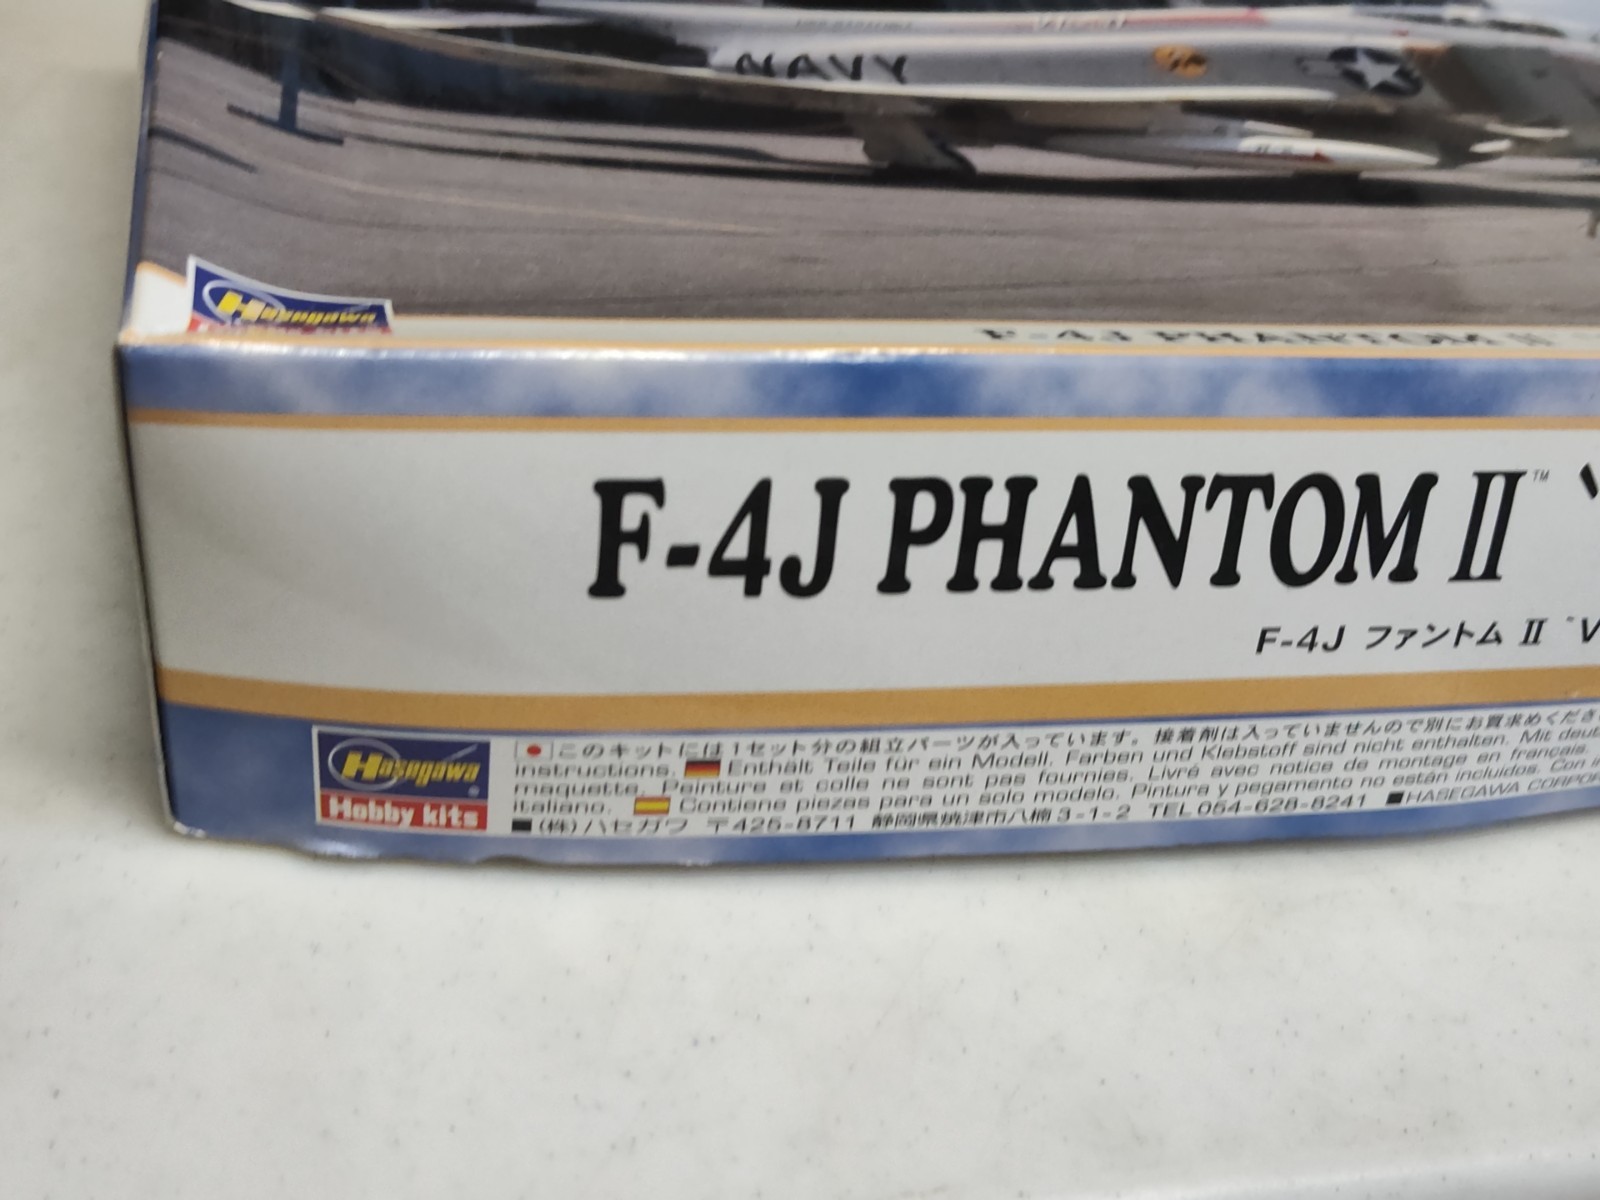 NAVY
Hasegawa
F-4J PHANTOM II
F-4J PHANTOM II™
F-4J ファントム II "V
Hasegawa
Hobby kits
このキットには1セット分の組立パーツが入っています。接着剤は入っていませんので別にお買求めくださ
instructions. Enthält Teile für ein Modell. Farben und Klebstoff sind nicht enthalten. Mit deut
maquette. Peinture et colle ne sont pas fournies. Livré avec notice de montage en français.
italiano. Contiene piezas para un solo modelo. Pintura y pegamento no están incluidos. Con i
■(株)ハセガワ 〒425-8711 静岡県焼津市八楠3-1-2 TEL 054-628-8241 ■HASEGAWA CORPOR